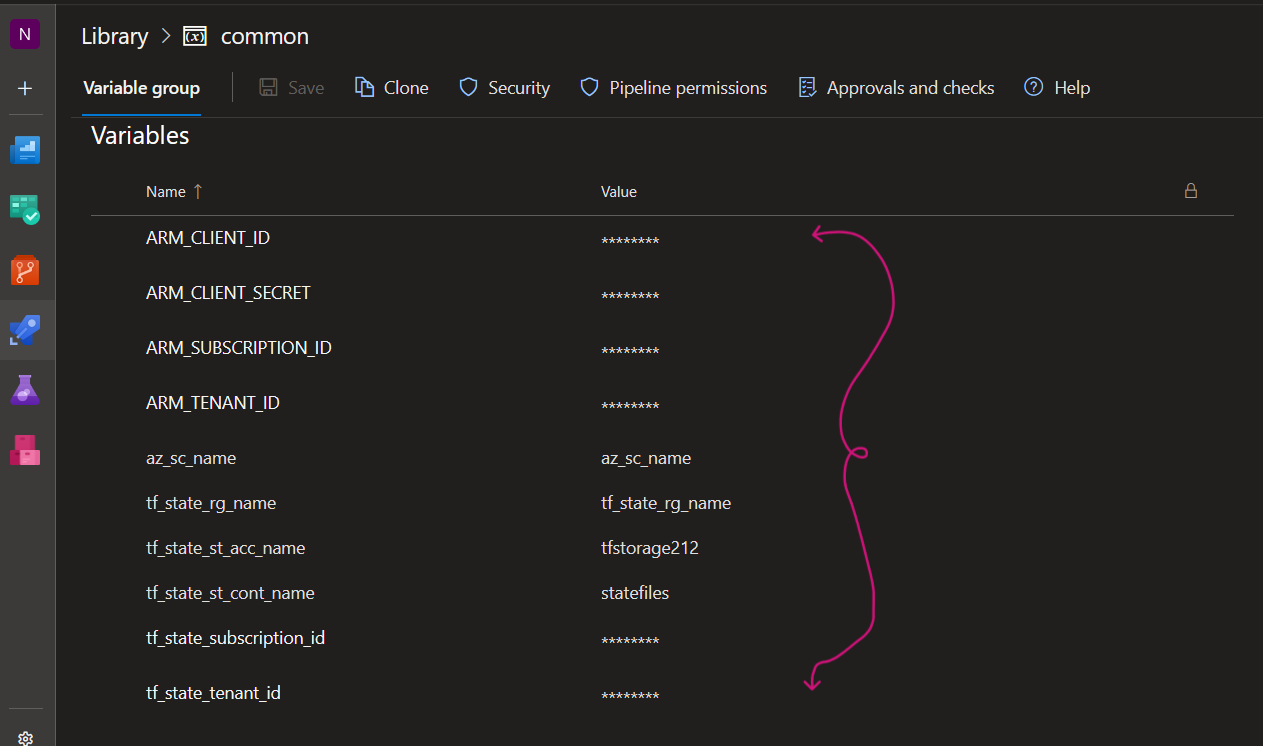 N
Library > common
Variable group Save Clone Security Pipeline permissions Approvals and checks Help
Variables
Name ↑ Value
ARM_CLIENT_ID ********
ARM_CLIENT_SECRET ********
ARM_SUBSCRIPTION_ID ********
ARM_TENANT_ID ********
az_sc_name az_sc_name
tf_state_rg_name tf_state_rg_name
tf_state_st_acc_name tfstorage212
tf_state_st_cont_name statefiles
tf_state_subscription_id ********
tf_state_tenant_id ********